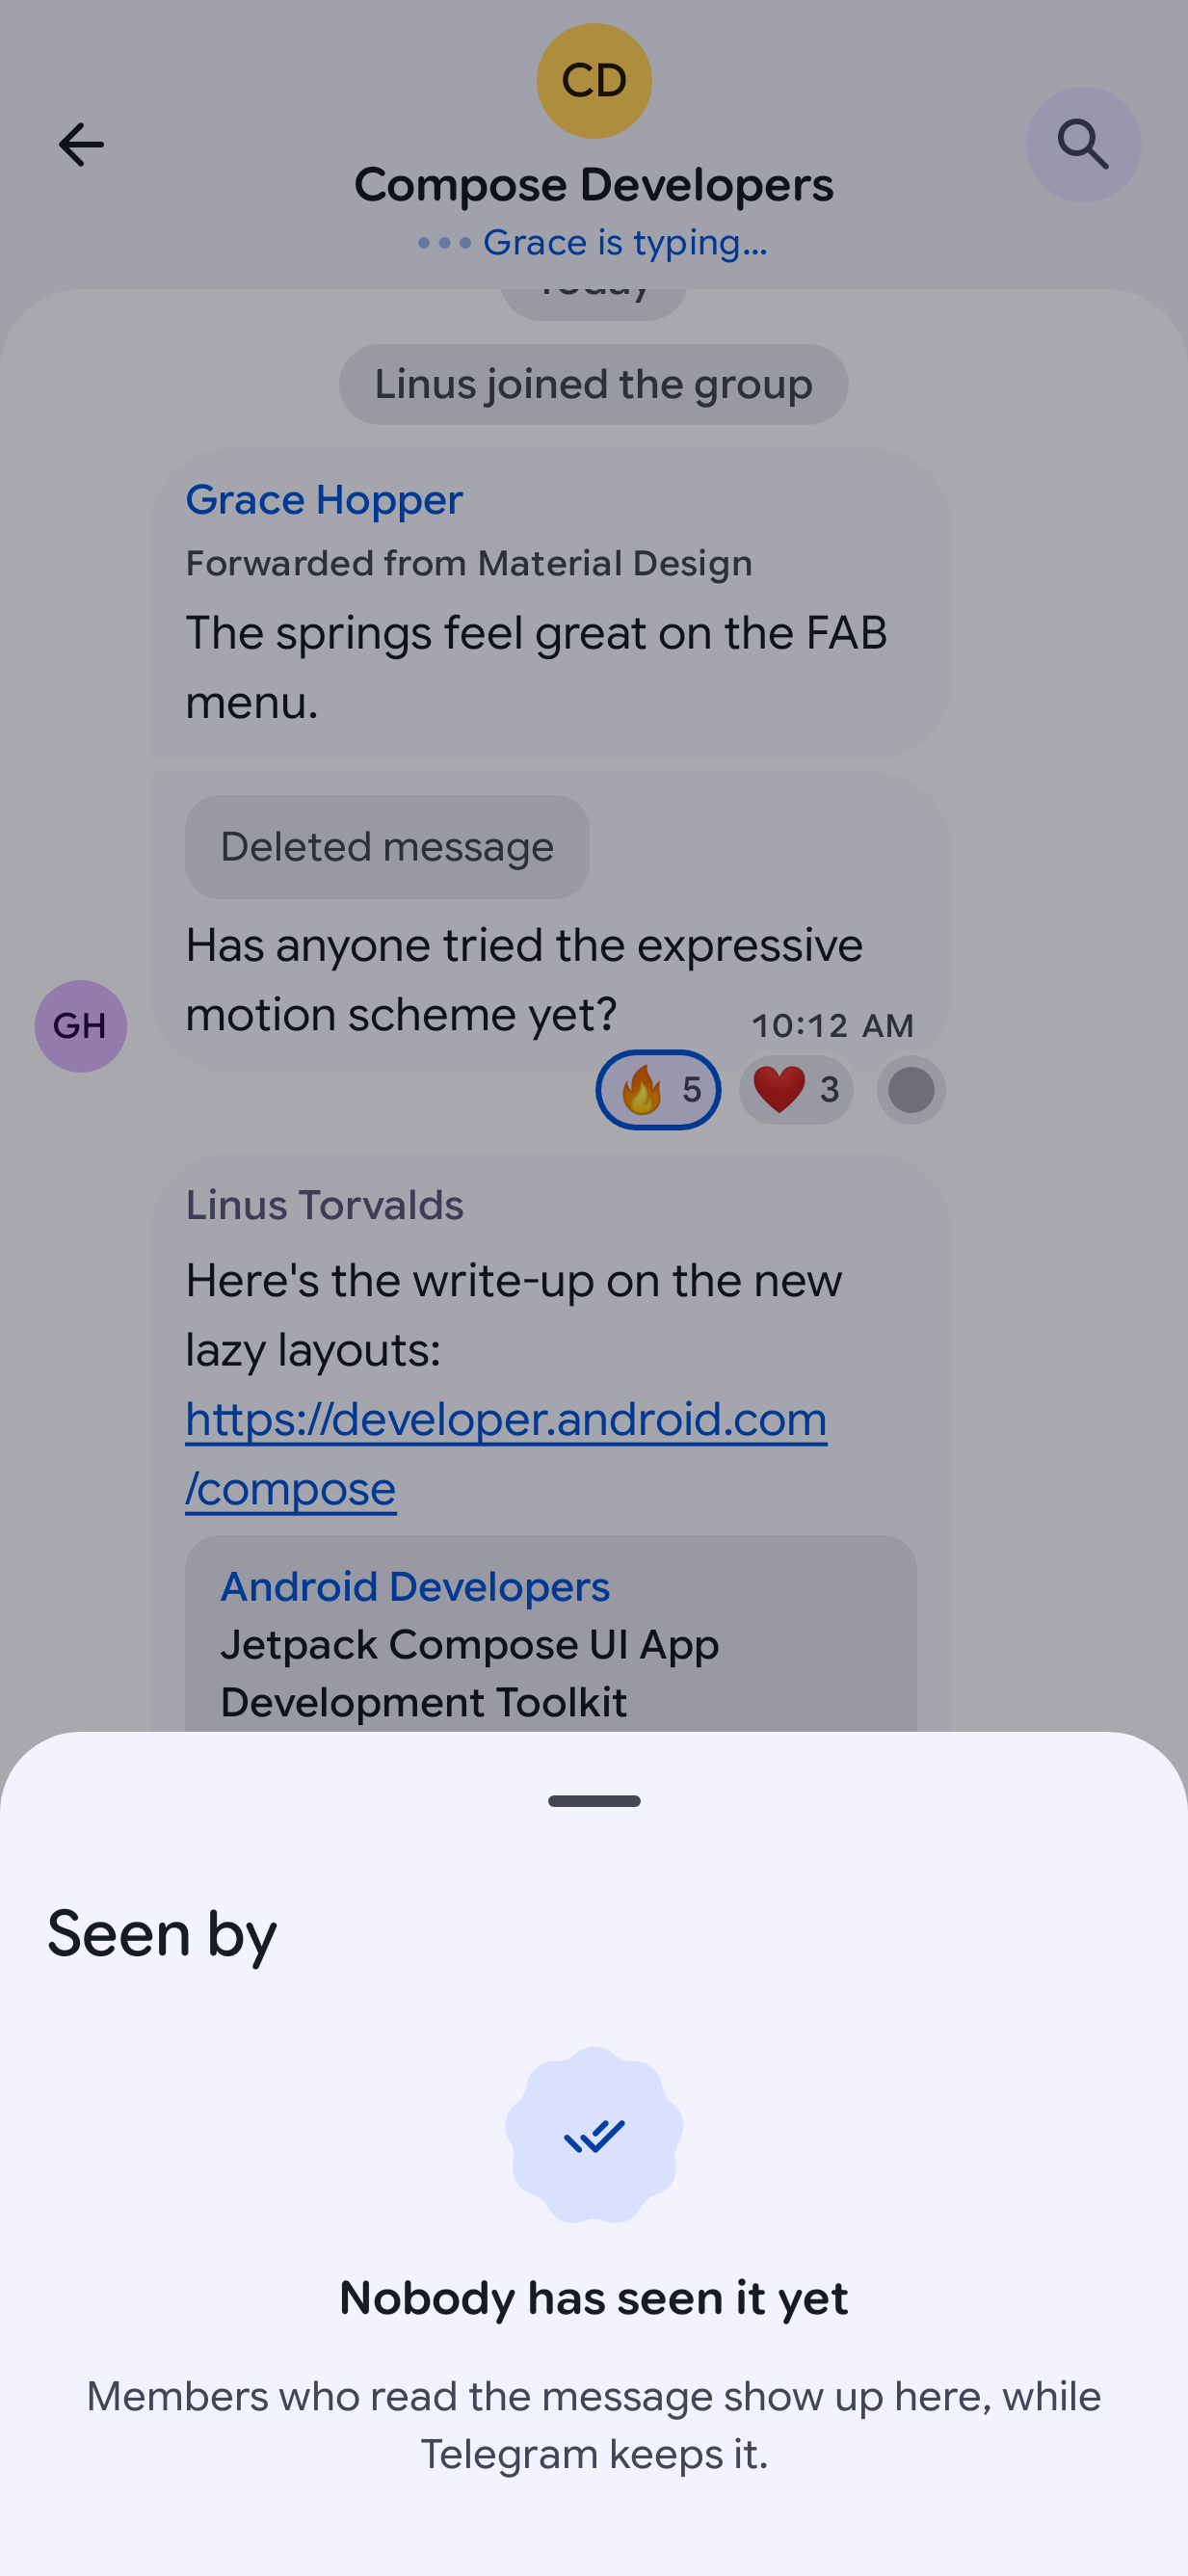 CD
Compose Developers
Grace is typing...
Today
Linus joined the group
Grace Hopper
Forwarded from Material Design
The springs feel great on the FAB
menu.
Deleted message
Has anyone tried the expressive
motion scheme yet?
10:12 AM
GH
5
3
Linus Torvalds
Here's the write-up on the new
lazy layouts:
https://developer.android.com
/compose
Android Developers
Jetpack Compose UI App
Development Toolkit
Seen by
Nobody has seen it yet
Members who read the message show up here, while
Telegram keeps it.